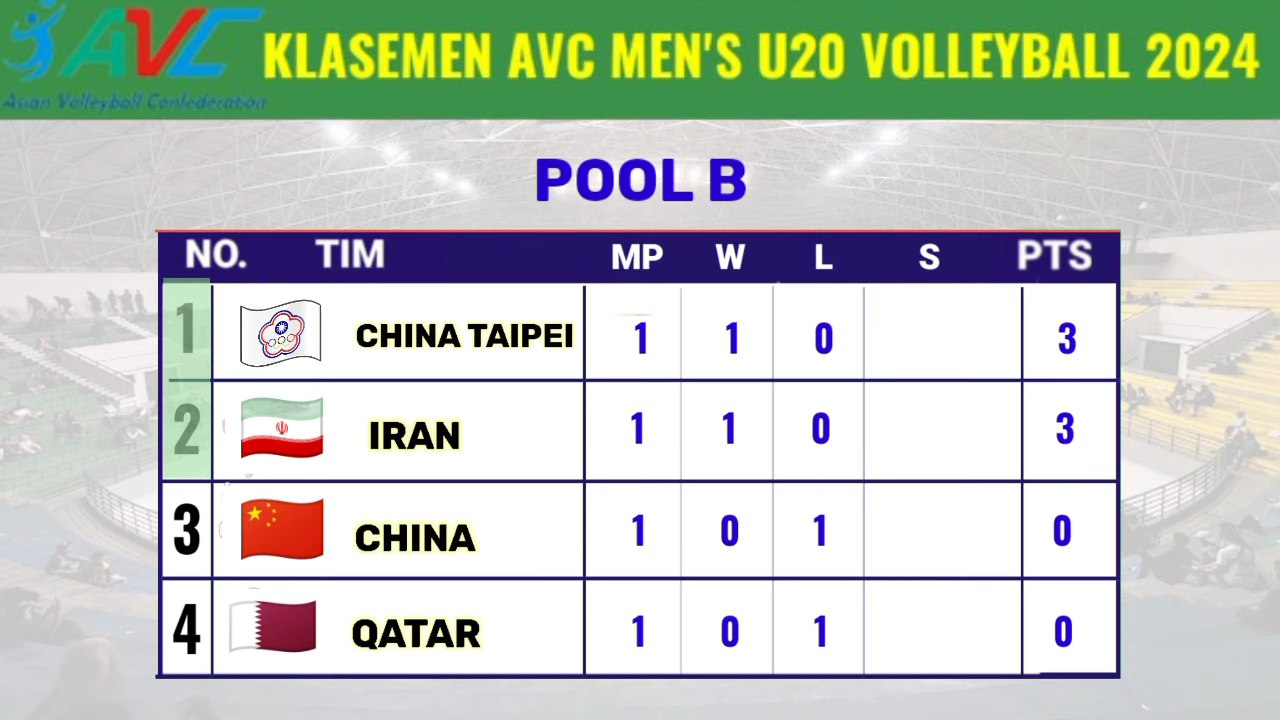 AVC
Asian Volleyball Confederation
KLASEMEN AVC MEN'S U20 VOLLEYBALL 2024
POOL B
NO. TIM MP W L S PTS
1 CHINA TAIPEI 1 1 0 3
2 IRAN 1 1 0 3
3 CHINA 1 0 1 0
4 QATAR 1 0 1 0